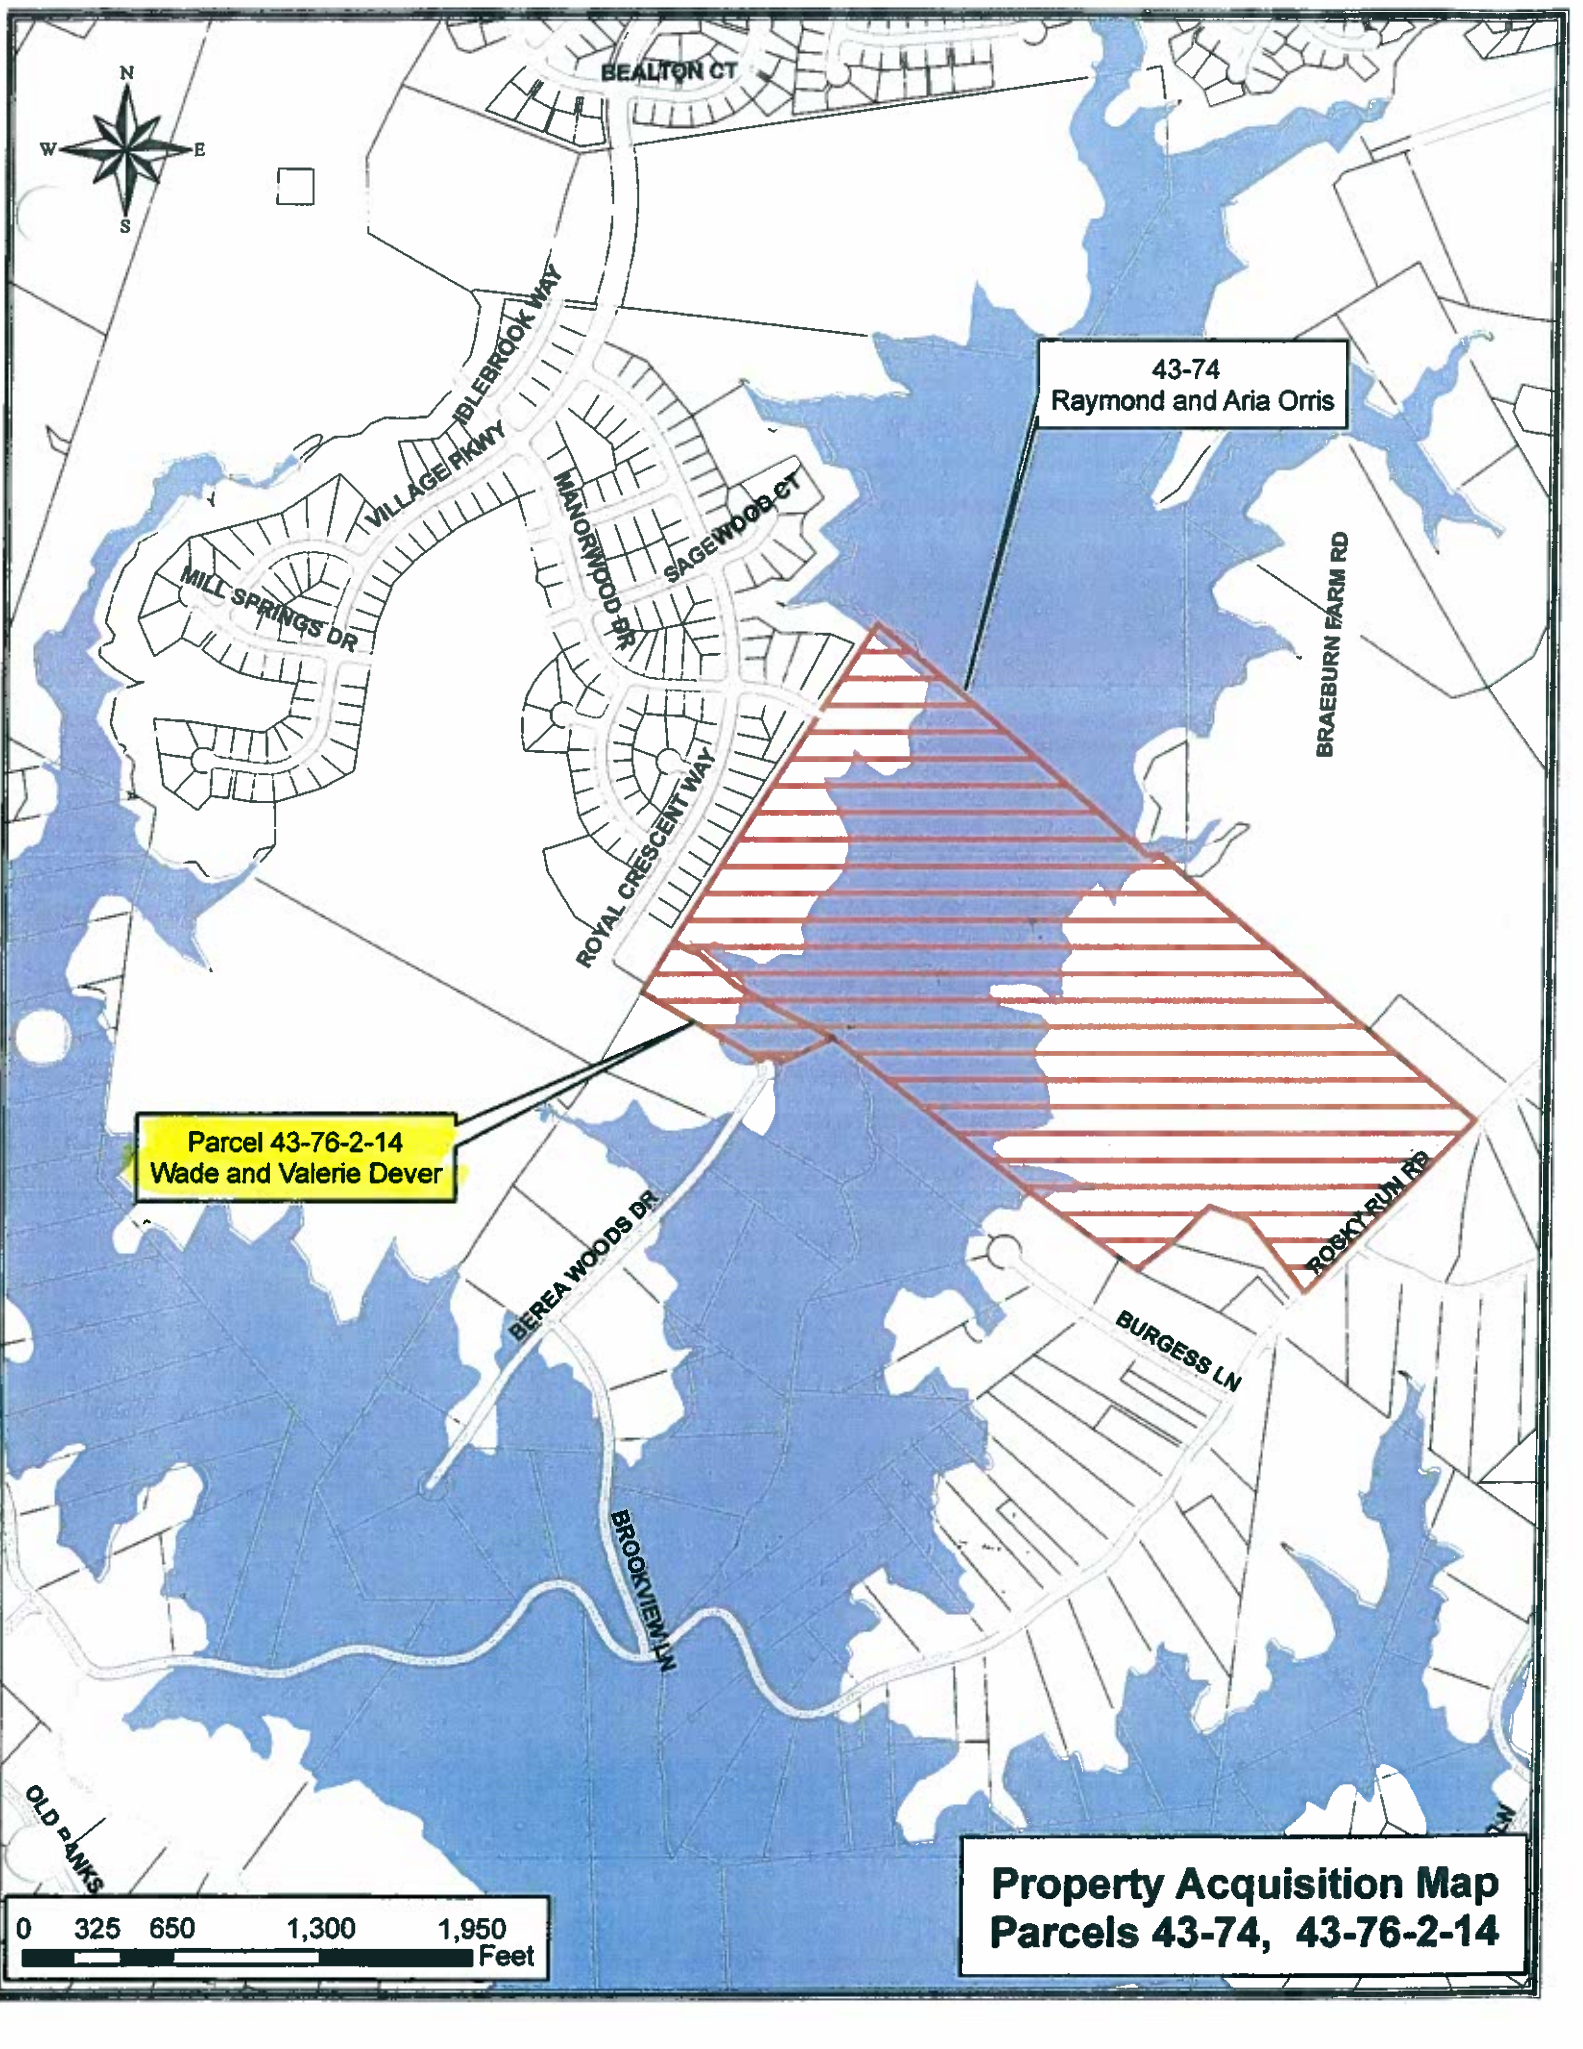 N
W E
S
BEALTON CT
IBLEBROOK WAY
43-74
Raymond and Aria Orris
VILLAGE PKWY
MANORWOOD DR
SAGEWOOD CT
MILL SPRINGS DR
BRAEBURN FARM RD
ROYAL CRESCENT WAY
Parcel 43-76-2-14
Wade and Valerie Dever
ROCKY RUN RD
BEREA WOODS DR
BURGESS LN
BROOKVIEW LN
OLD BANKS
0 325 650 1,300 1,950
Feet
Property Acquisition Map
Parcels 43-74, 43-76-2-14